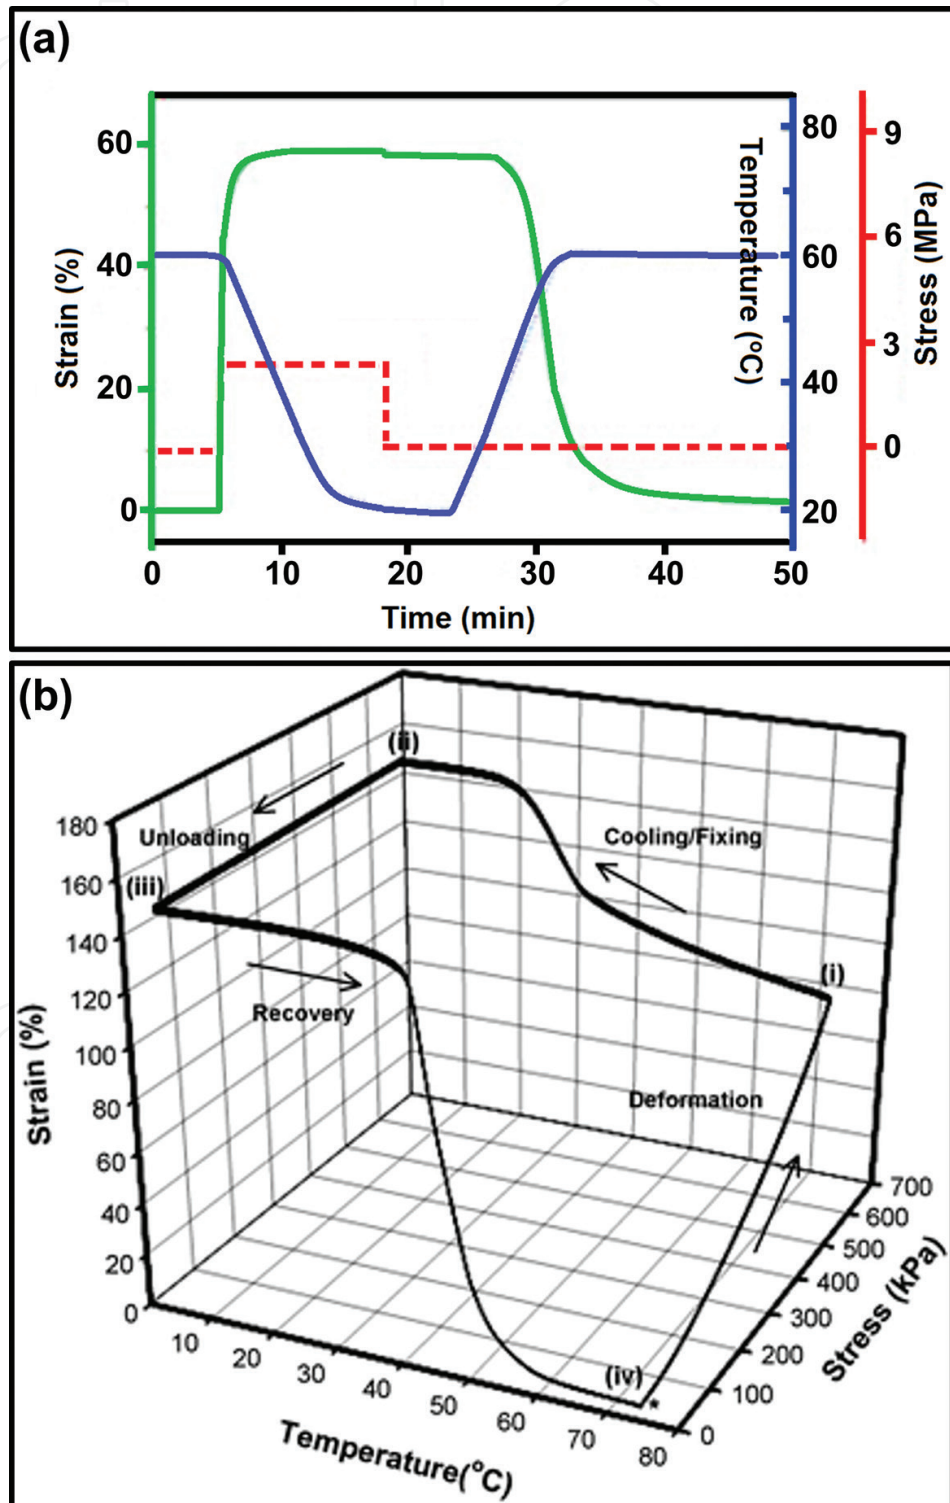 (a)
60
40
20
0
Strain (%)
80
60
40
20
Temperature (ºC)
9
6
3
0
Stress (MPa)
0 10 20 30 40 50
Time (min)
(b)
(ii)
Unloading
Cooling/Fixing
(iii)
(i)
Recovery
Deformation
(iv)
*
180
160
140
120
100
80
60
40
20
0
Strain (%)
10 20 30 40 50 60 70 80
Temperature(°C)
700
600
500
400
300
200
100
0
Stress (kPa)